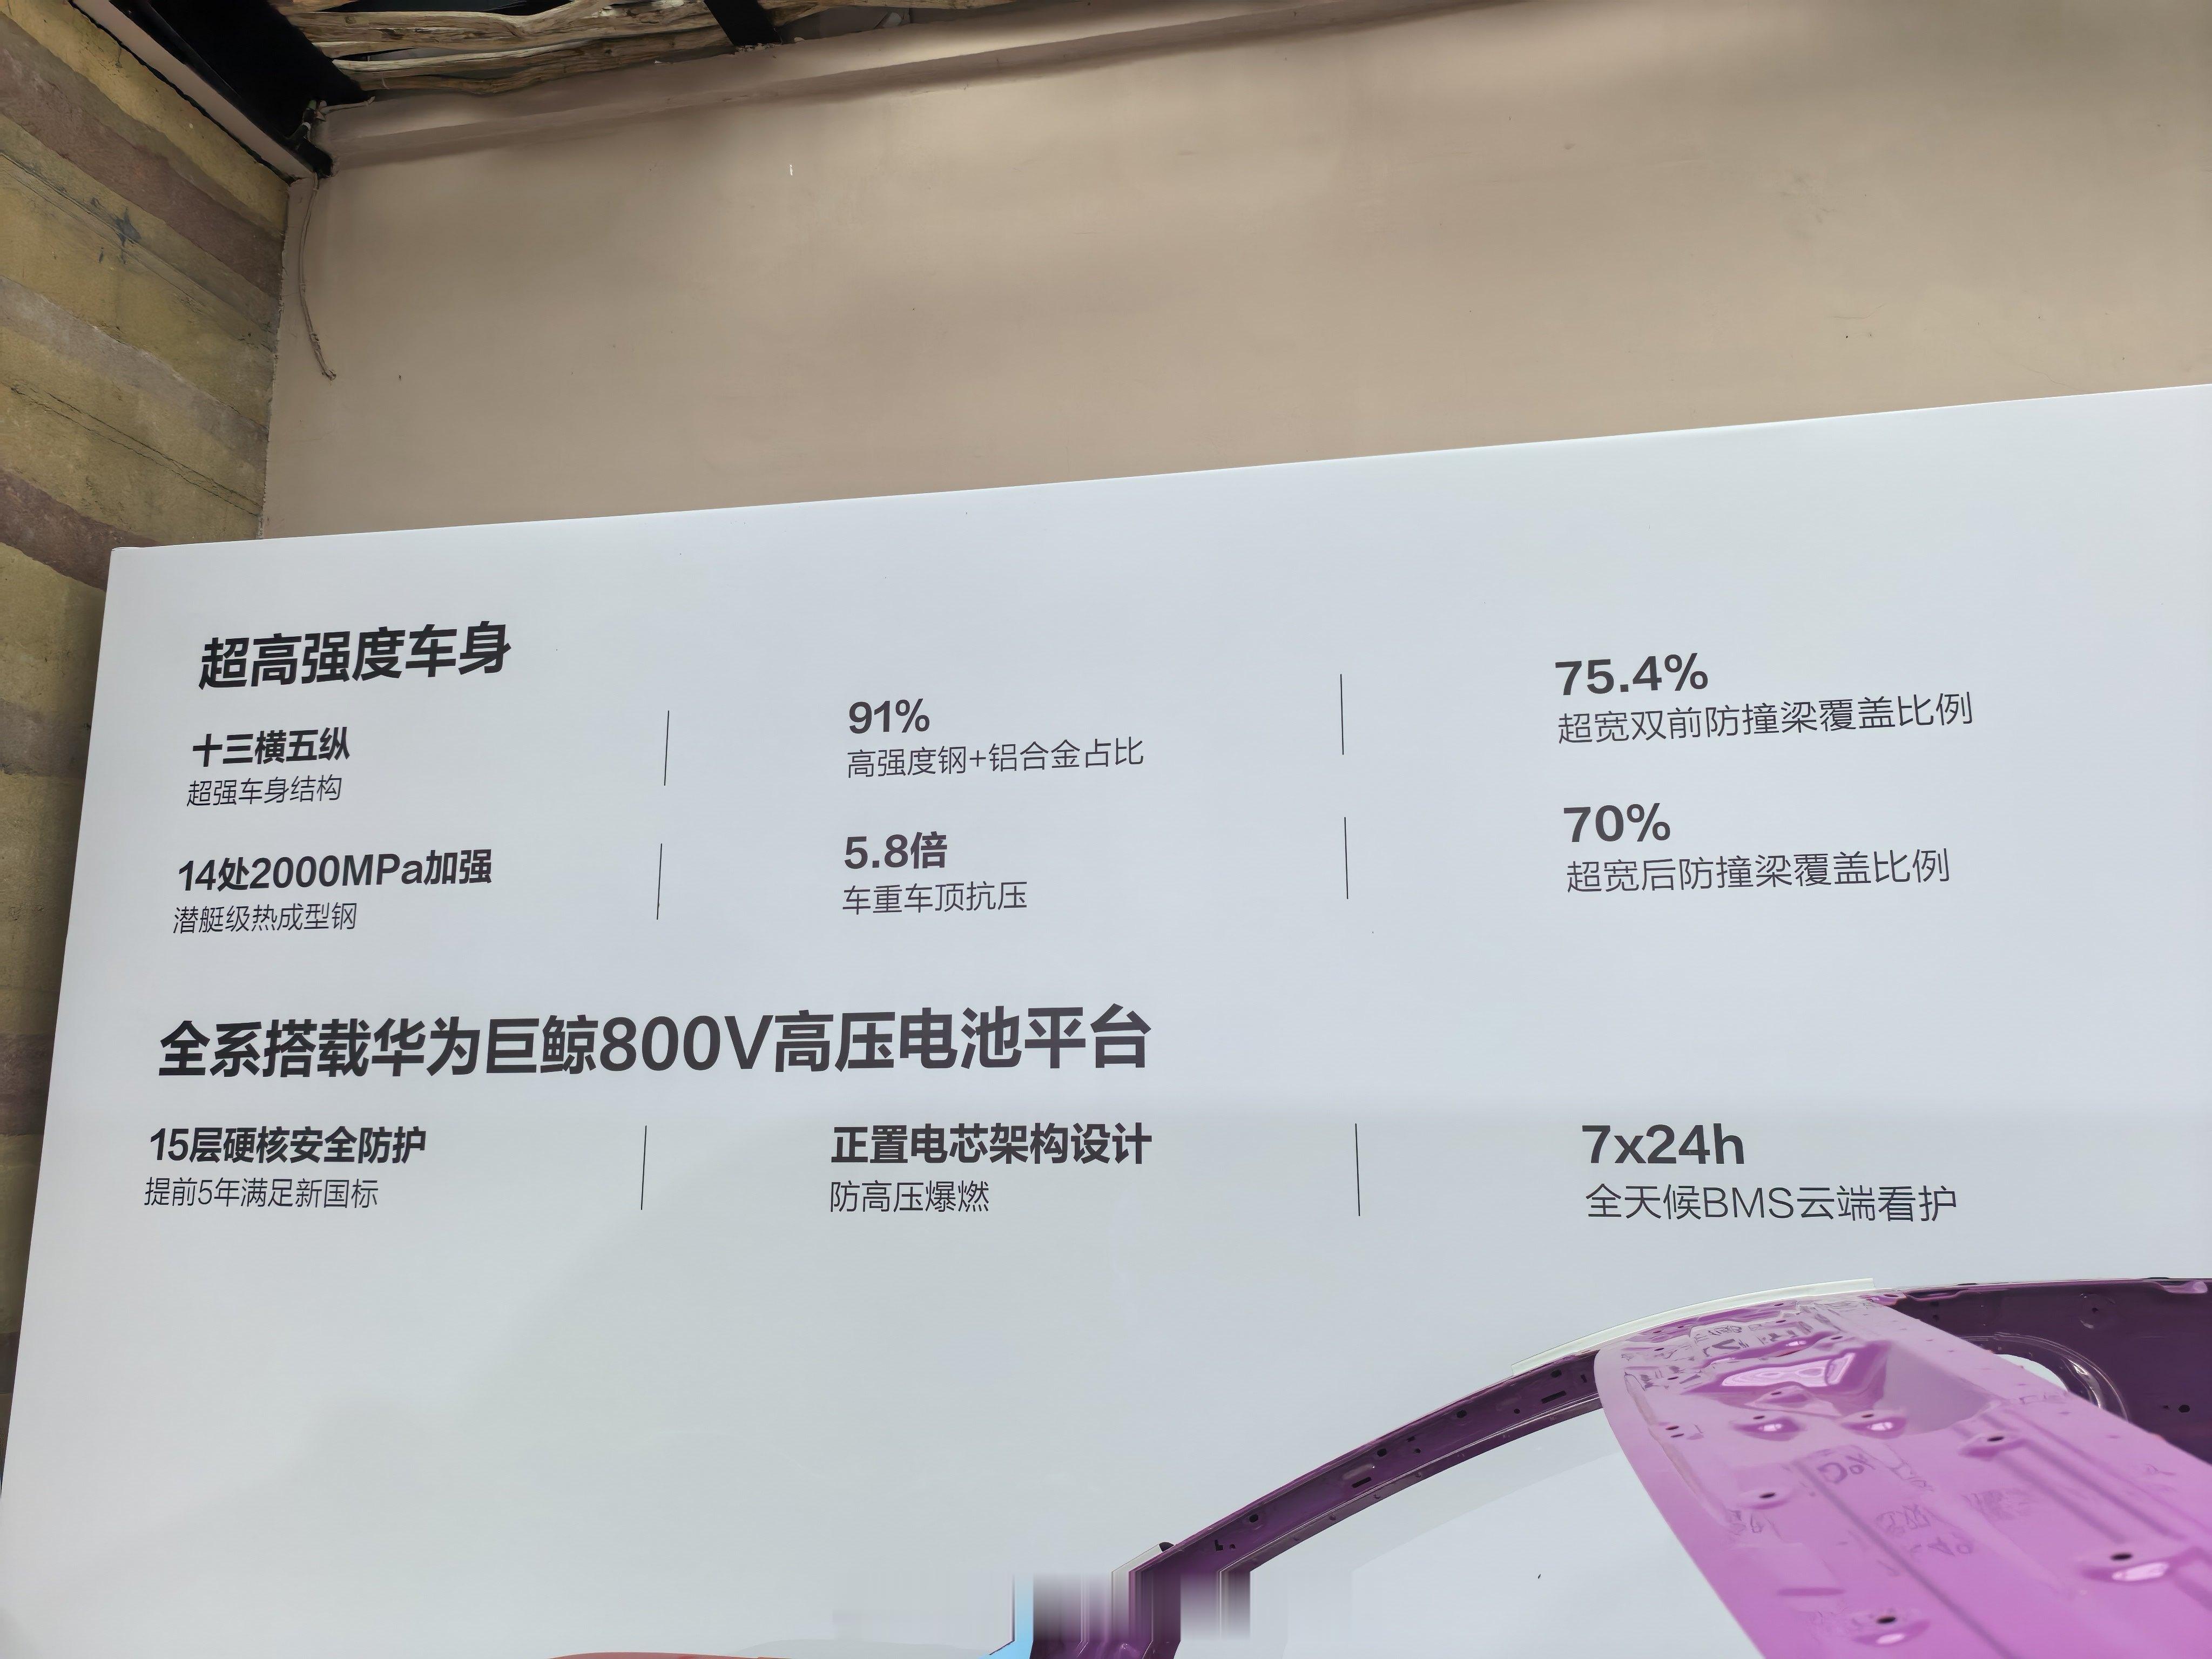 超高强度车身
十三横五纵
超强车身结构
91%
高强度钢+铝合金占比
75.4%
超宽双前防撞梁覆盖比例
14处2000MPa加强
潜艇级热成型钢
5.8倍
车重车顶抗压
70%
超宽后防撞梁覆盖比例
全系搭载华为巨鲸800V高压电池平台
15层硬核安全防护
提前5年满足新国标
正置电芯架构设计
防高压爆燃
7x24h
全天候BMS云端看护